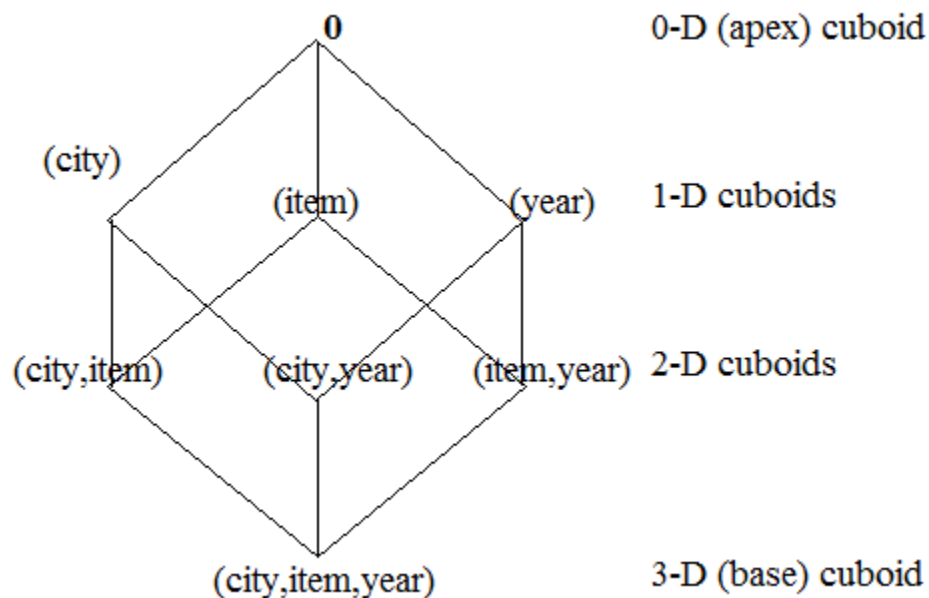 0 0-D (apex) cuboid
(city)
(item) (year) 1-D cuboids
(city,item) (city,year) (item,year) 2-D cuboids
(city,item,year) 3-D (base) cuboid